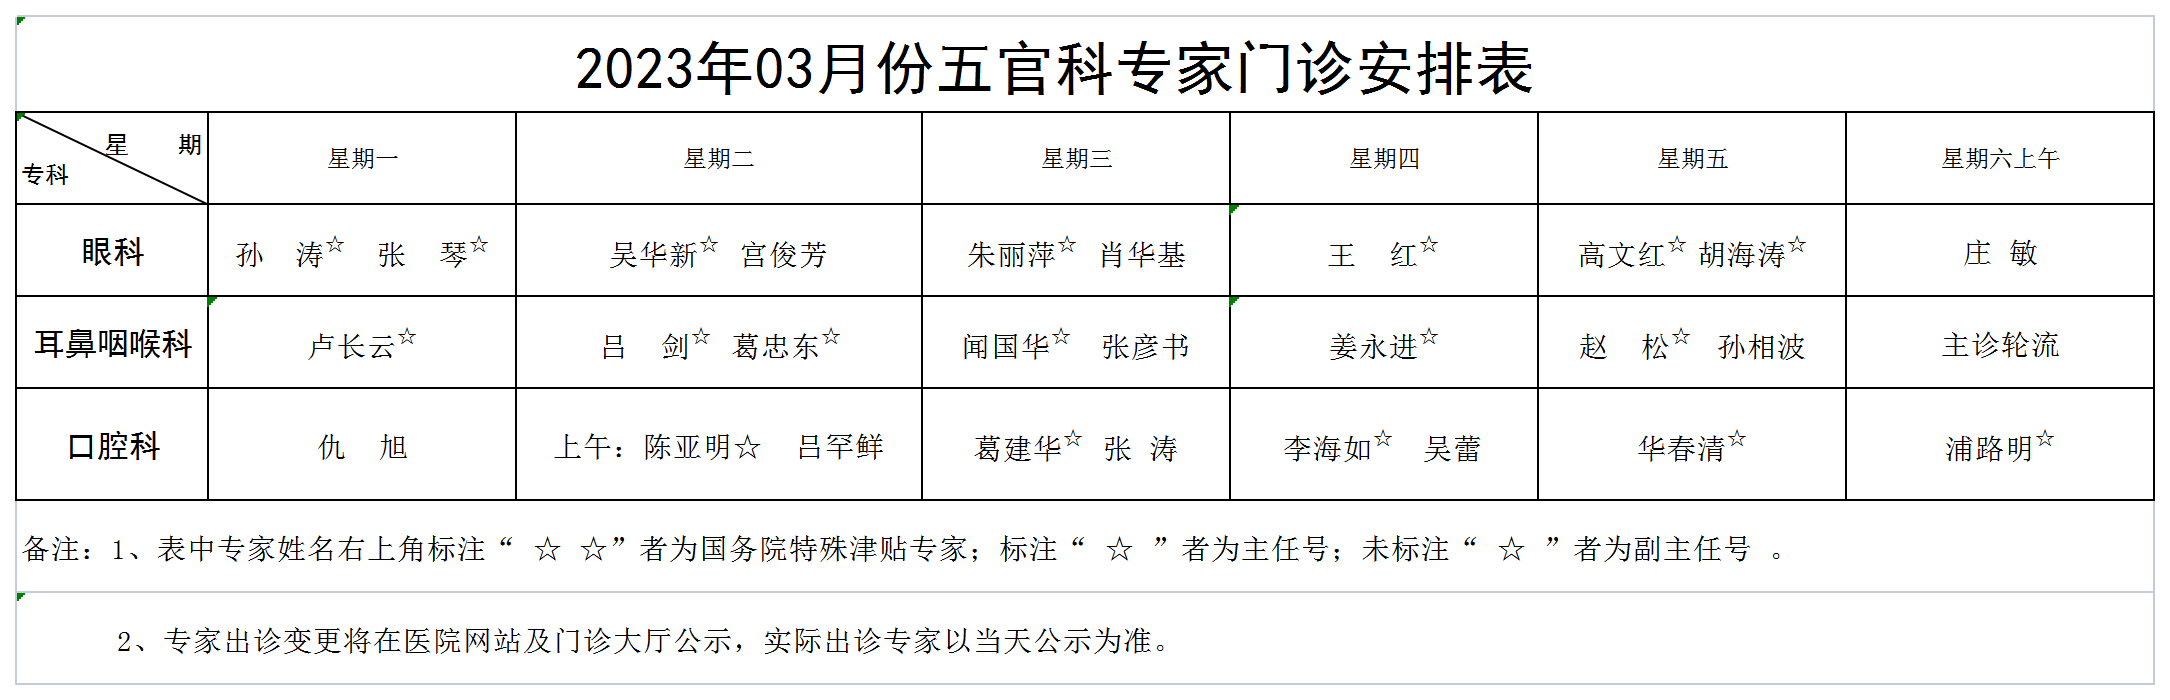 2023年03月份五官科专家门诊安排表
星 期
专科
星期一 星期二 星期三 星期四 星期五 星期六上午
眼科 孙 涛☆ 张 琴☆ 吴华新☆ 宫俊芳 朱丽萍☆ 肖华基 王 红☆ 高文红☆ 胡海涛☆ 庄 敏
耳鼻咽喉科 卢长云☆ 吕 剑☆ 葛忠东☆ 闻国华☆ 张彦书 姜永进☆ 赵 松☆ 孙相波 主诊轮流
口腔科 仇 旭 上午：陈亚明☆ 吕罕鲜 葛建华☆ 张 涛 李海如☆ 吴蕾 华春清☆ 浦路明☆
备注：1、表中专家姓名右上角标注“ ☆ ☆”者为国务院特殊津贴专家；标注“ ☆ ”者为主任号；未标注“ ☆ ”者为副主任号 。
2、专家出诊变更将在医院网站及门诊大厅公示，实际出诊专家以当天公示为准。